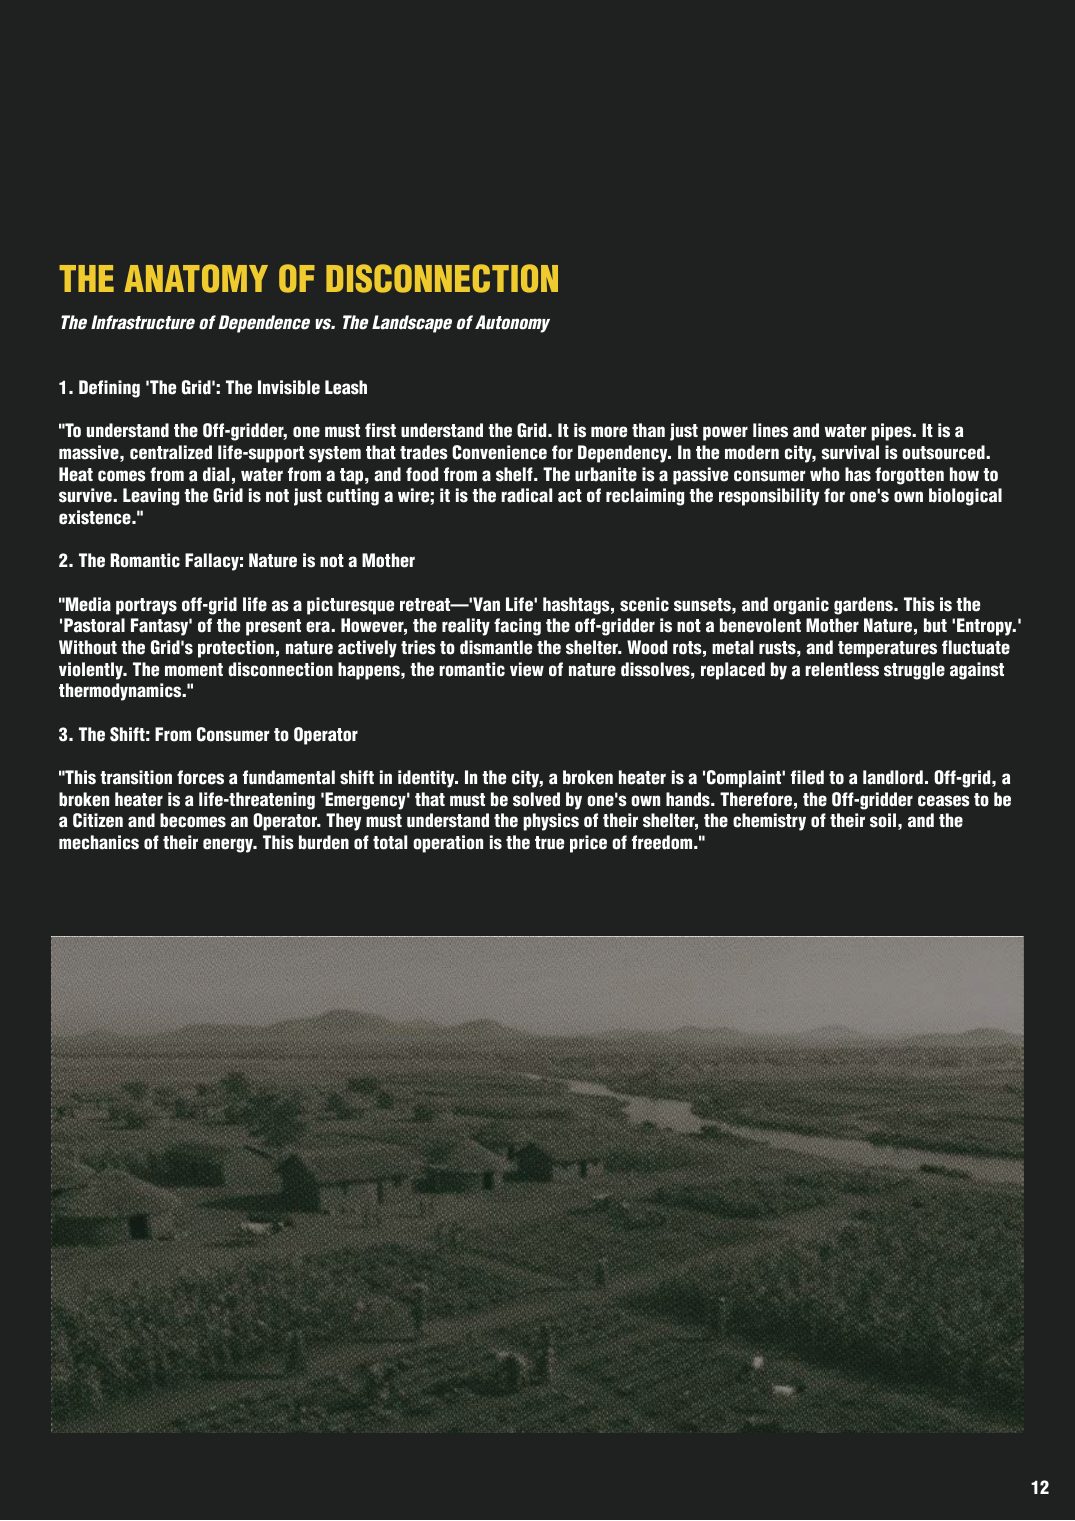 THE ANATOMY OF DISCONNECTION
The Infrastructure of Dependence vs. The Landscape of Autonomy
1. Defining 'The Grid': The Invisible Leash
"To understand the Off-gridder, one must first understand the Grid. It is more than just power lines and water pipes. It is a
massive, centralized life-support system that trades Convenience for Dependency. In the modern city, survival is outsourced.
Heat comes from a dial, water from a tap, and food from a shelf. The urbanite is a passive consumer who has forgotten how to
survive. Leaving the Grid is not just cutting a wire; it is the radical act of reclaiming the responsibility for one's own biological
existence."
2. The Romantic Fallacy: Nature is not a Mother
"Media portrays off-grid life as a picturesque retreat—'Van Life' hashtags, scenic sunsets, and organic gardens. This is the
'Pastoral Fantasy' of the present era. However, the reality facing the off-gridder is not a benevolent Mother Nature, but 'Entropy.'
Without the Grid's protection, nature actively tries to dismantle the shelter. Wood rots, metal rusts, and temperatures fluctuate
violently. The moment disconnection happens, the romantic view of nature dissolves, replaced by a relentless struggle against
thermodynamics."
3. The Shift: From Consumer to Operator
"This transition forces a fundamental shift in identity. In the city, a broken heater is a 'Complaint' filed to a landlord. Off-grid, a
broken heater is a life-threatening 'Emergency' that must be solved by one's own hands. Therefore, the Off-gridder ceases to be
a Citizen and becomes an Operator. They must understand the physics of their shelter, the chemistry of their soil, and the
mechanics of their energy. This burden of total operation is the true price of freedom."
12